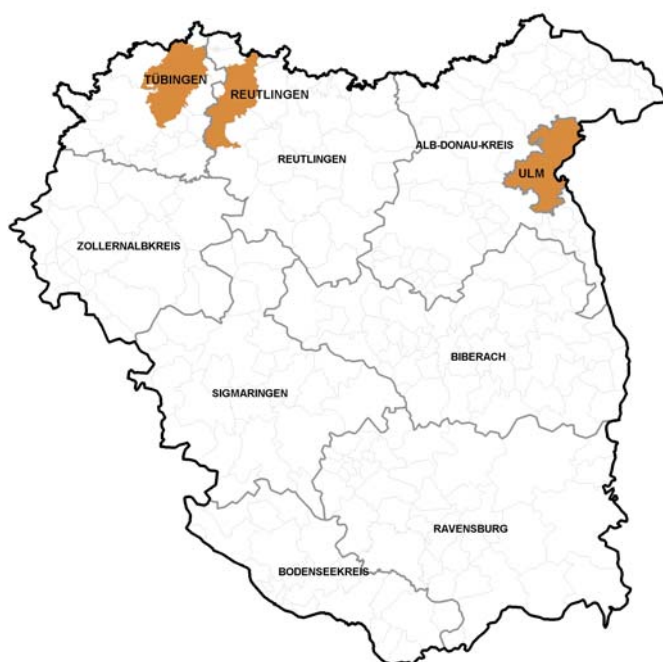 TÜBINGEN
REUTLINGEN
ALB-DONAU-KREIS
REUTLINGEN
ULM
ZOLLERNALBKREIS
BIBERACH
SIGMARINGEN
RAVENSBURG
BODENSEEKREIS